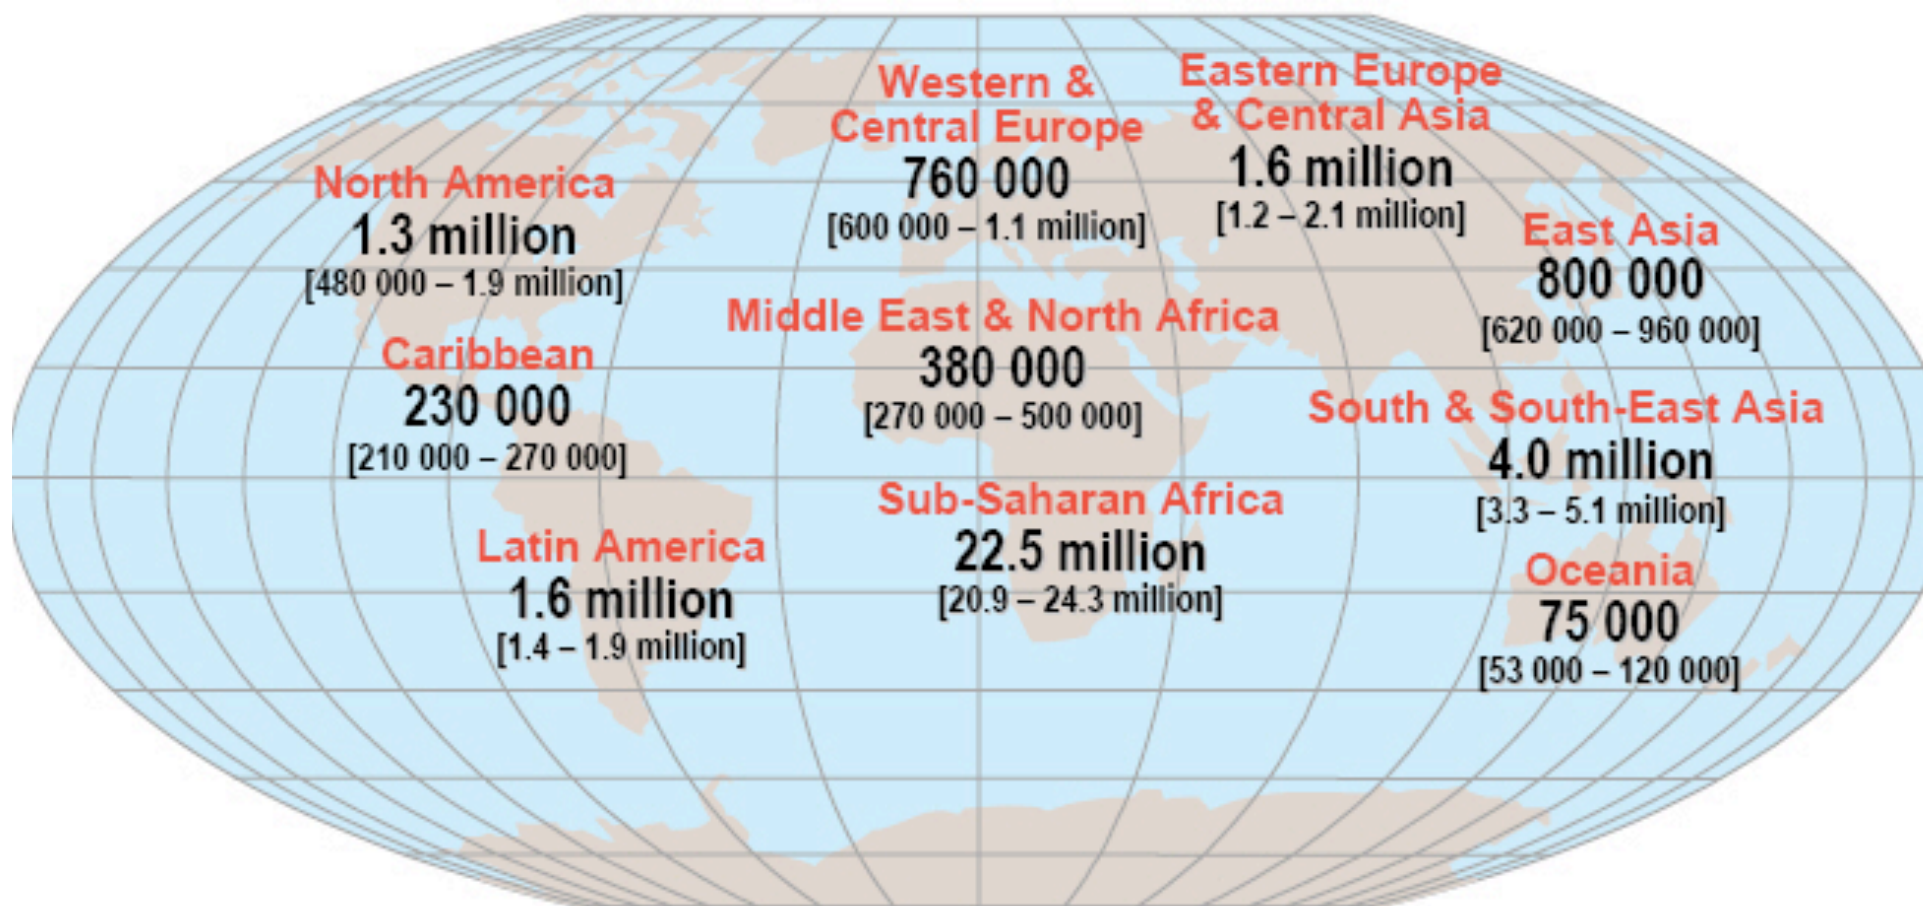 Western &
Central Europe
760 000
[600 000 – 1.1 million]
Eastern Europe
& Central Asia
1.6 million
[1.2 – 2.1 million]
North America
1.3 million
[480 000 – 1.9 million]
East Asia
800 000
[620 000 – 960 000]
Middle East & North Africa
380 000
[270 000 – 500 000]
Caribbean
230 000
[210 000 – 270 000]
South & South-East Asia
4.0 million
[3.3 – 5.1 million]
Sub-Saharan Africa
22.5 million
[20.9 – 24.3 million]
Latin America
1.6 million
[1.4 – 1.9 million]
Oceania
75 000
[53 000 – 120 000]